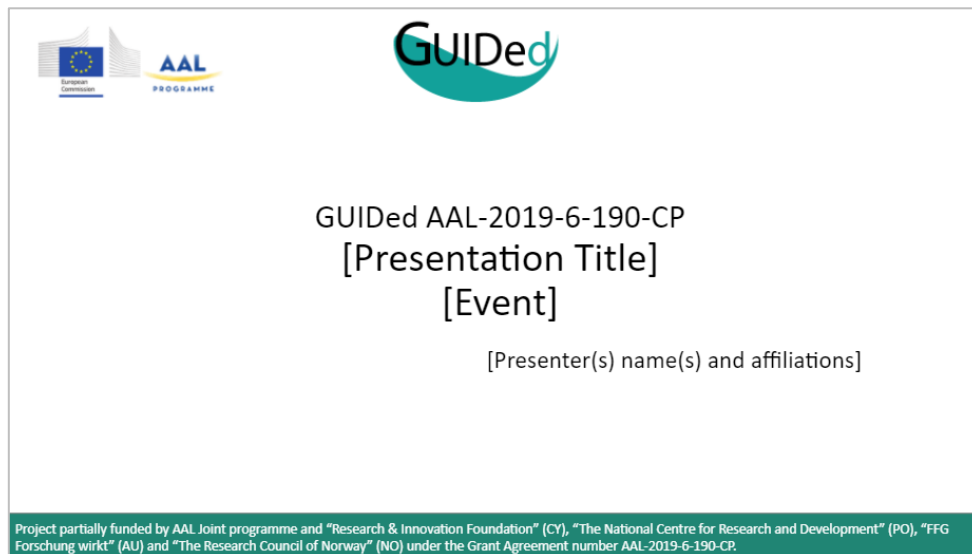 European
Commission
AAL
PROGRAMME
GUIDed
GUIDed AAL-2019-6-190-CP
[Presentation Title]
[Event]
[Presenter(s) name(s) and affiliations]
Project partially funded by AAL Joint programme and “Research & Innovation Foundation” (CY), “The National Centre for Research and Development” (PO), “FFG
Forschung wirkt” (AU) and “The Research Council of Norway” (NO) under the Grant Agreement number AAL-2019-6-190-CP.